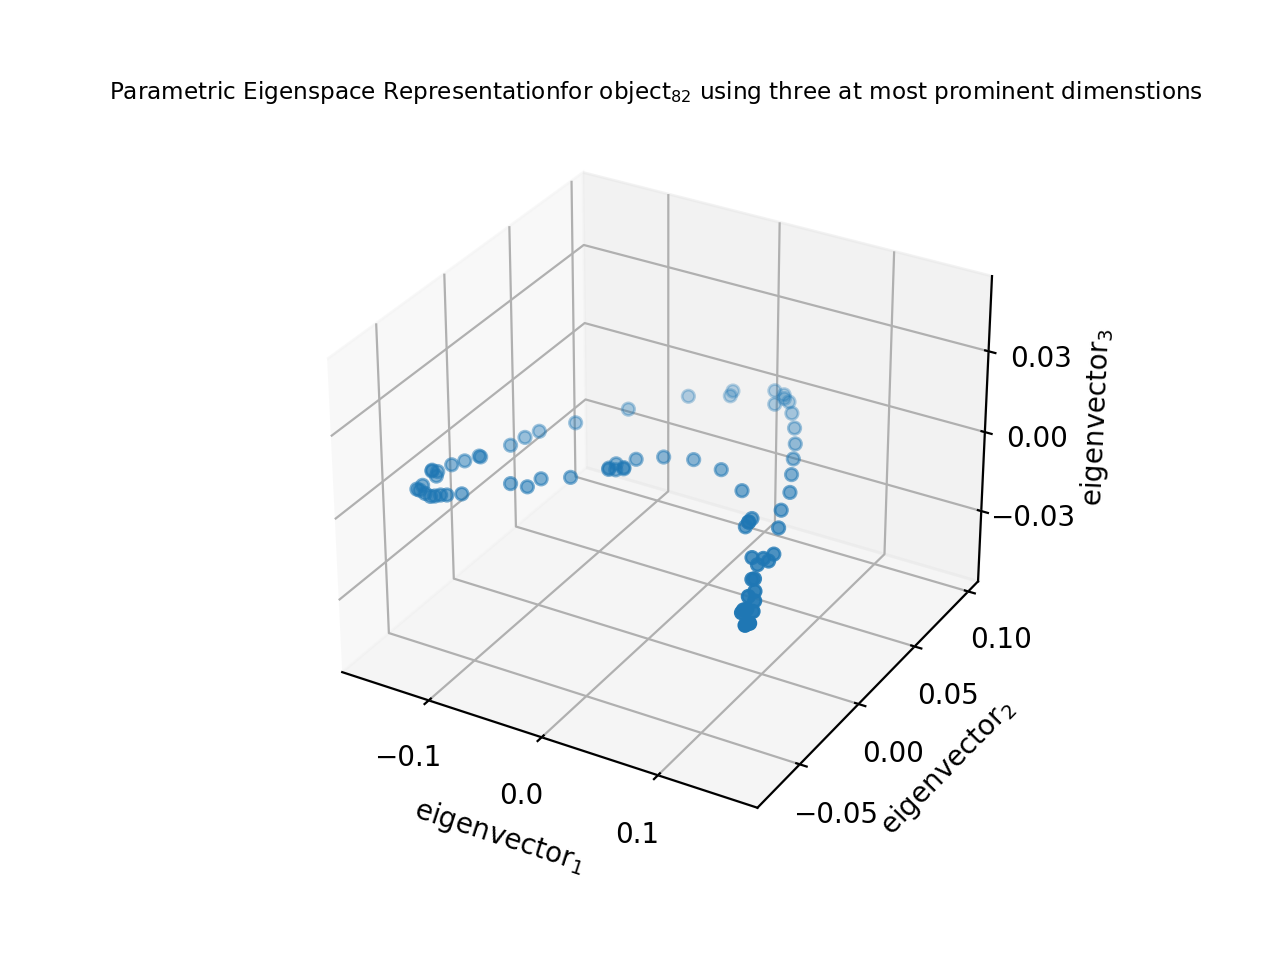 Parametric Eigenspace Representationfor object₈₂ using three at most prominent dimenstions
0.03
0.00
−0.03
eigenvector₃
0.10
0.05
0.00
−0.05
eigenvector₂
−0.1
0.0
0.1
eigenvector₁